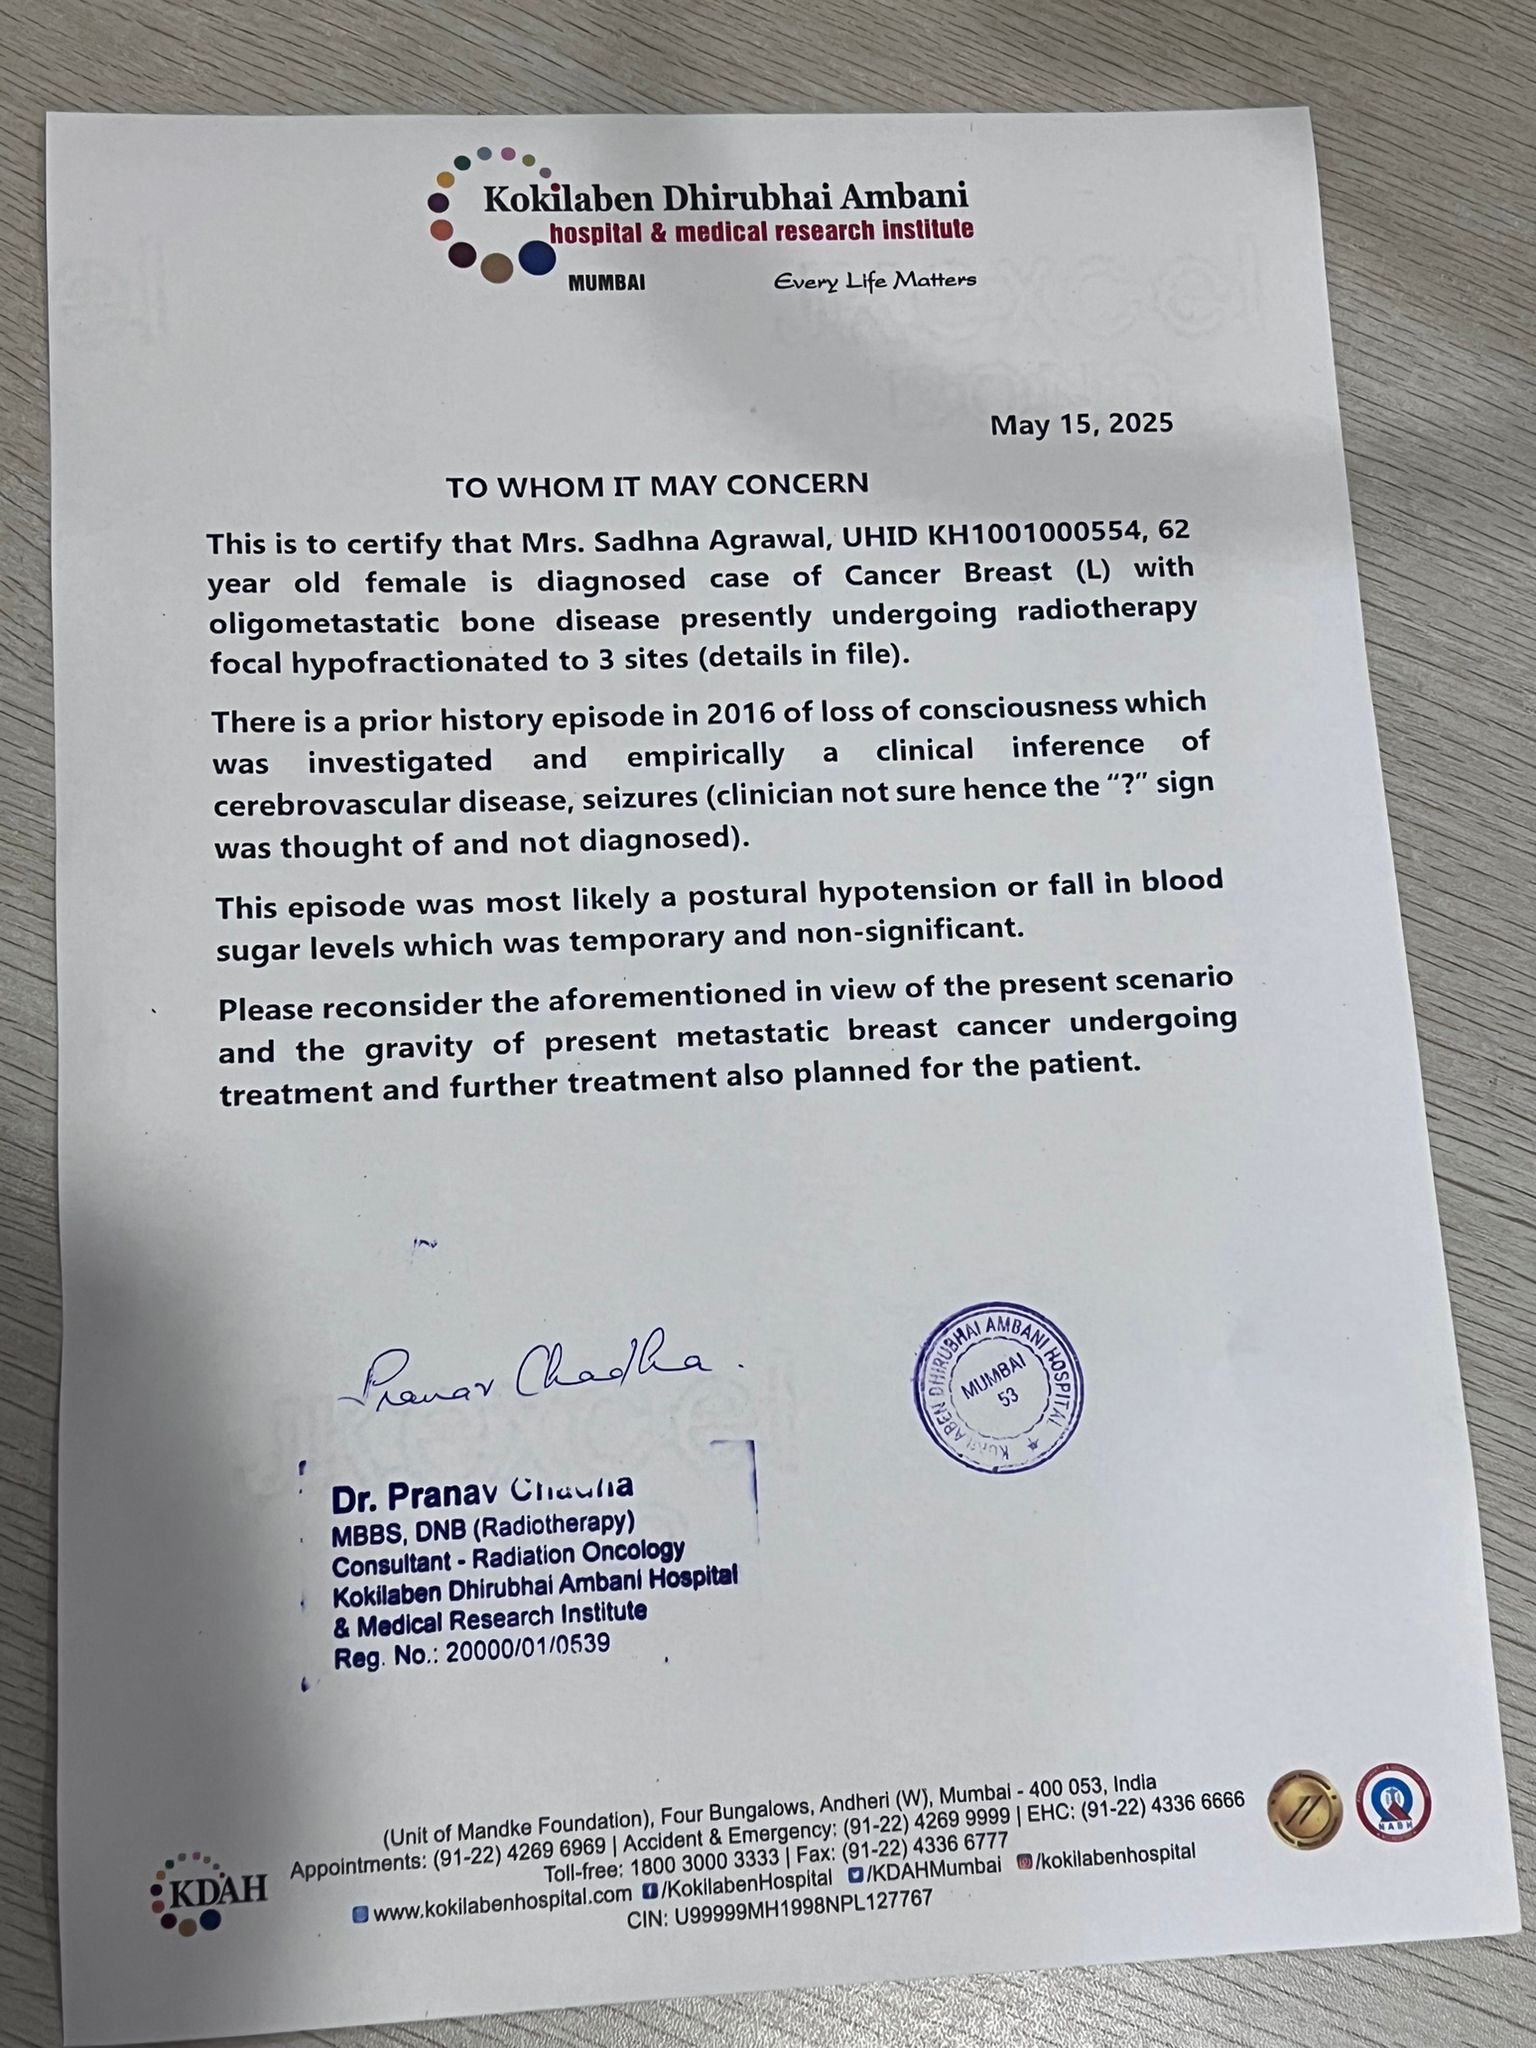 Kokilaben Dhirubhai Ambani
hospital & medical research institute
MUMBAI Every Life Matters
May 15, 2025
TO WHOM IT MAY CONCERN
This is to certify that Mrs. Sadhna Agrawal, UHID KH1001000554, 62
year old female is diagnosed case of Cancer Breast (L) with
oligometastatic bone disease presently undergoing radiotherapy
focal hypofractionated to 3 sites (details in file).
There is a prior history episode in 2016 of loss of consciousness which
was investigated and empirically a clinical inference of
cerebrovascular disease, seizures (clinician not sure hence the “?” sign
was thought of and not diagnosed).
This episode was most likely a postural hypotension or fall in blood
sugar levels which was temporary and non-significant.
Please reconsider the aforementioned in view of the present scenario
and the gravity of present metastatic breast cancer undergoing
treatment and further treatment also planned for the patient.
Pranav Chadha.
KOKILABEN DHIRUBHAI AMBANI HOSPITAL
MUMBAI
53
Dr. Pranav Chadha
MBBS, DNB (Radiotherapy)
Consultant - Radiation Oncology
Kokilaben Dhirubhai Ambani Hospital
& Medical Research Institute
Reg. No.: 20000/01/0539
(Unit of Mandke Foundation), Four Bungalows, Andheri (W), Mumbai - 400 053, India
Appointments: (91-22) 4269 6969 | Accident & Emergency: (91-22) 4269 9999 | EHC: (91-22) 4336 6666
Toll-free: 1800 3000 3333 | Fax: (91-22) 4336 6777
www.kokilabenhospital.com /KokilabenHospital /KDAHMumbai /kokilabenhospital
CIN: U99999MH1998NPL127767
KDAH
NABH